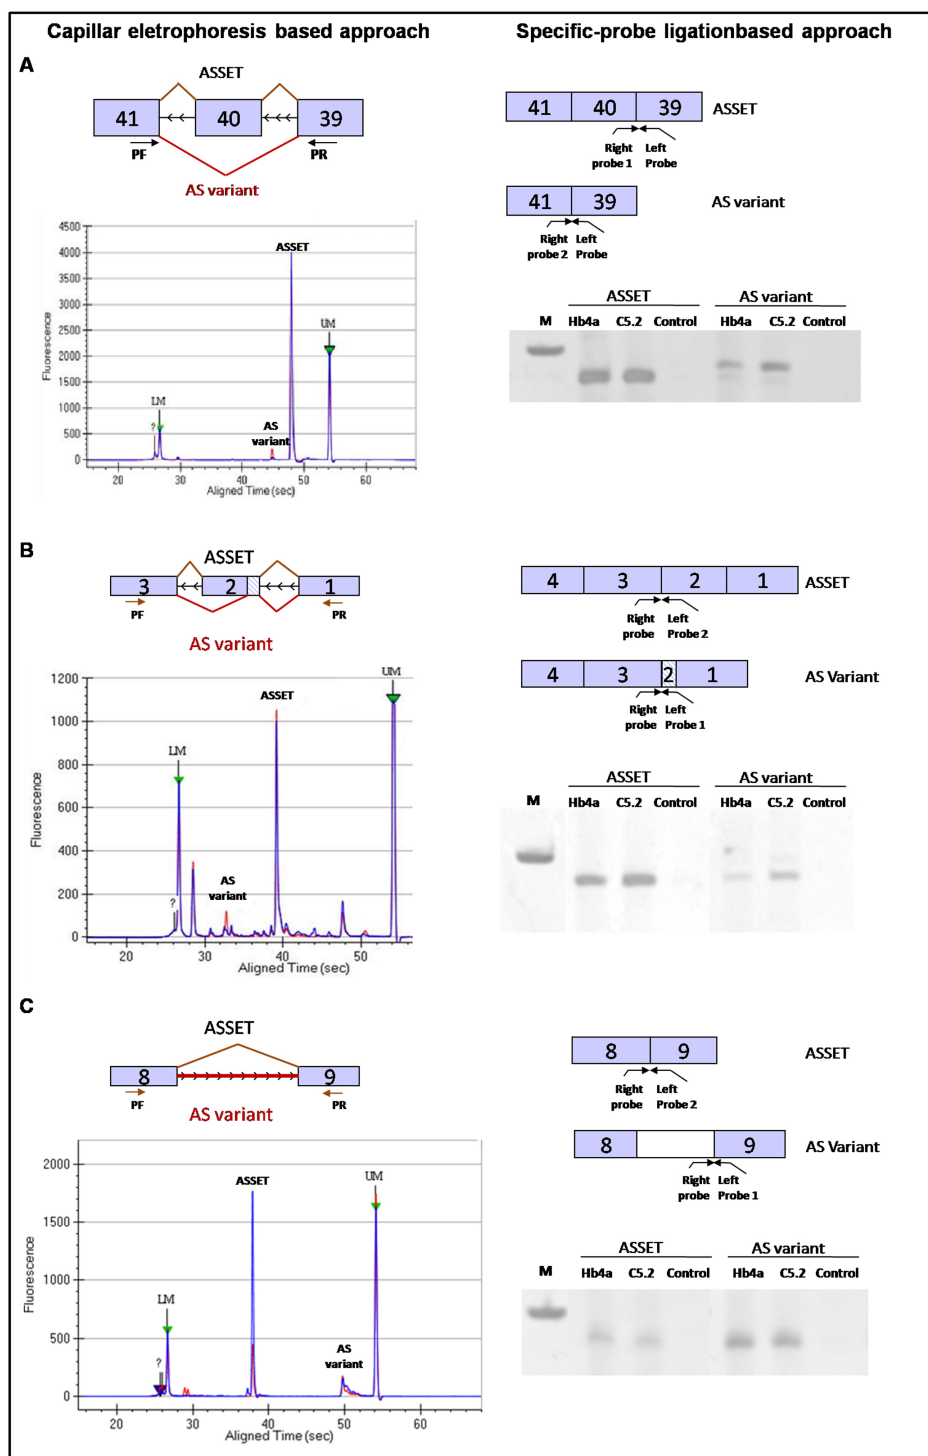 Capillar eletrophoresis based approach
Specific-probe ligationbased approach
A
ASSET
41 40 39
PF PR
AS variant
4500
4000
3500
3000
2500
2000
1500
1000
500
0
Fluorescence
ASSET
UM
LM
?
AS
variant
20 30 40 50 60
Aligned Time (sec)
41 40 39 ASSET
Right Left
probe 1 Probe
41 39 AS variant
Right Left
probe 2 Probe
ASSET AS variant
M Hb4a C5.2 Control Hb4a C5.2 Control
B
ASSET
3 2 1
PF PR
AS variant
1200
1000
800
600
400
200
0
Fluorescence
UM
ASSET
LM
AS
variant
?
20 30 40 50
Aligned Time (sec)
4 3 2 1 ASSET
Right Left
probe Probe 2
4 3 2 1 AS Variant
Right Left
probe Probe 1
ASSET AS variant
M Hb4a C5.2 Control Hb4a C5.2 Control
C
ASSET
8 9
PF PR
AS variant
2000
1500
1000
500
0
Fluorescence
UM
ASSET
LM
AS
variant
?
20 30 40 50 60
Aligned Time (sec)
8 9 ASSET
Right Left
probe Probe 2
8 9 AS Variant
Right Left
probe Probe 1
ASSET AS variant
M Hb4a C5.2 Control Hb4a C5.2 Control